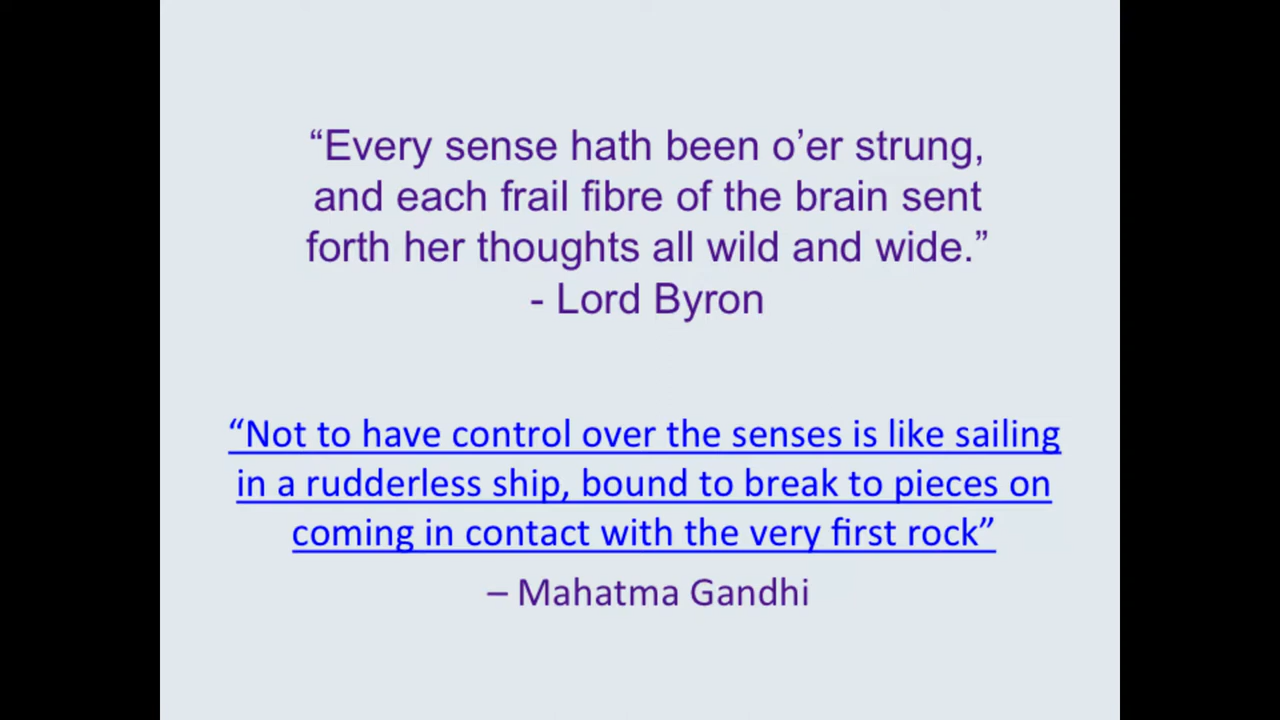 “Every sense hath been o’er strung,
and each frail fibre of the brain sent
forth her thoughts all wild and wide.”
- Lord Byron
“Not to have control over the senses is like sailing
in a rudderless ship, bound to break to pieces on
coming in contact with the very first rock”
– Mahatma Gandhi